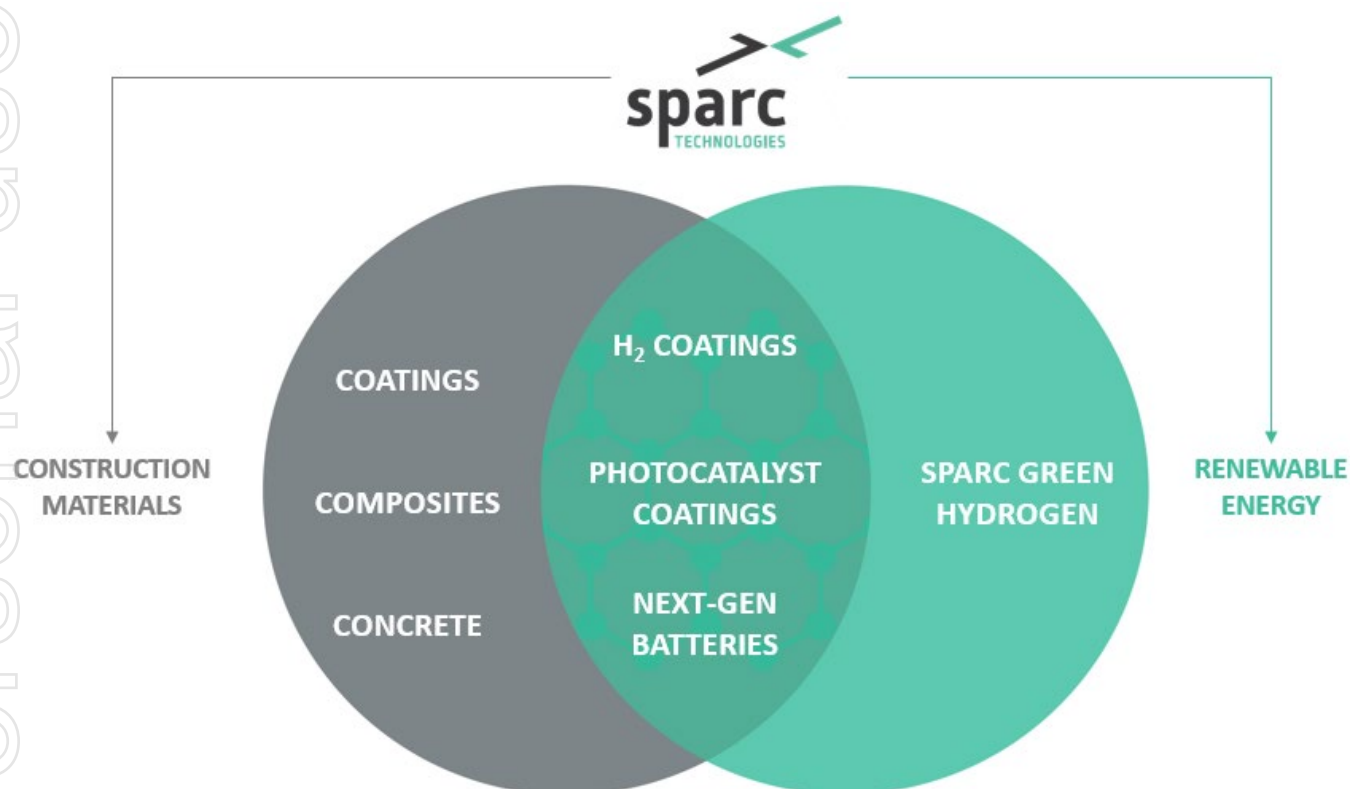 sparc
TECHNOLOGIES
COATINGS
COMPOSITES
CONCRETE
H₂ COATINGS
PHOTOCATALYST
COATINGS
NEXT-GEN
BATTERIES
SPARC GREEN
HYDROGEN
CONSTRUCTION
MATERIALS
RENEWABLE
ENERGY